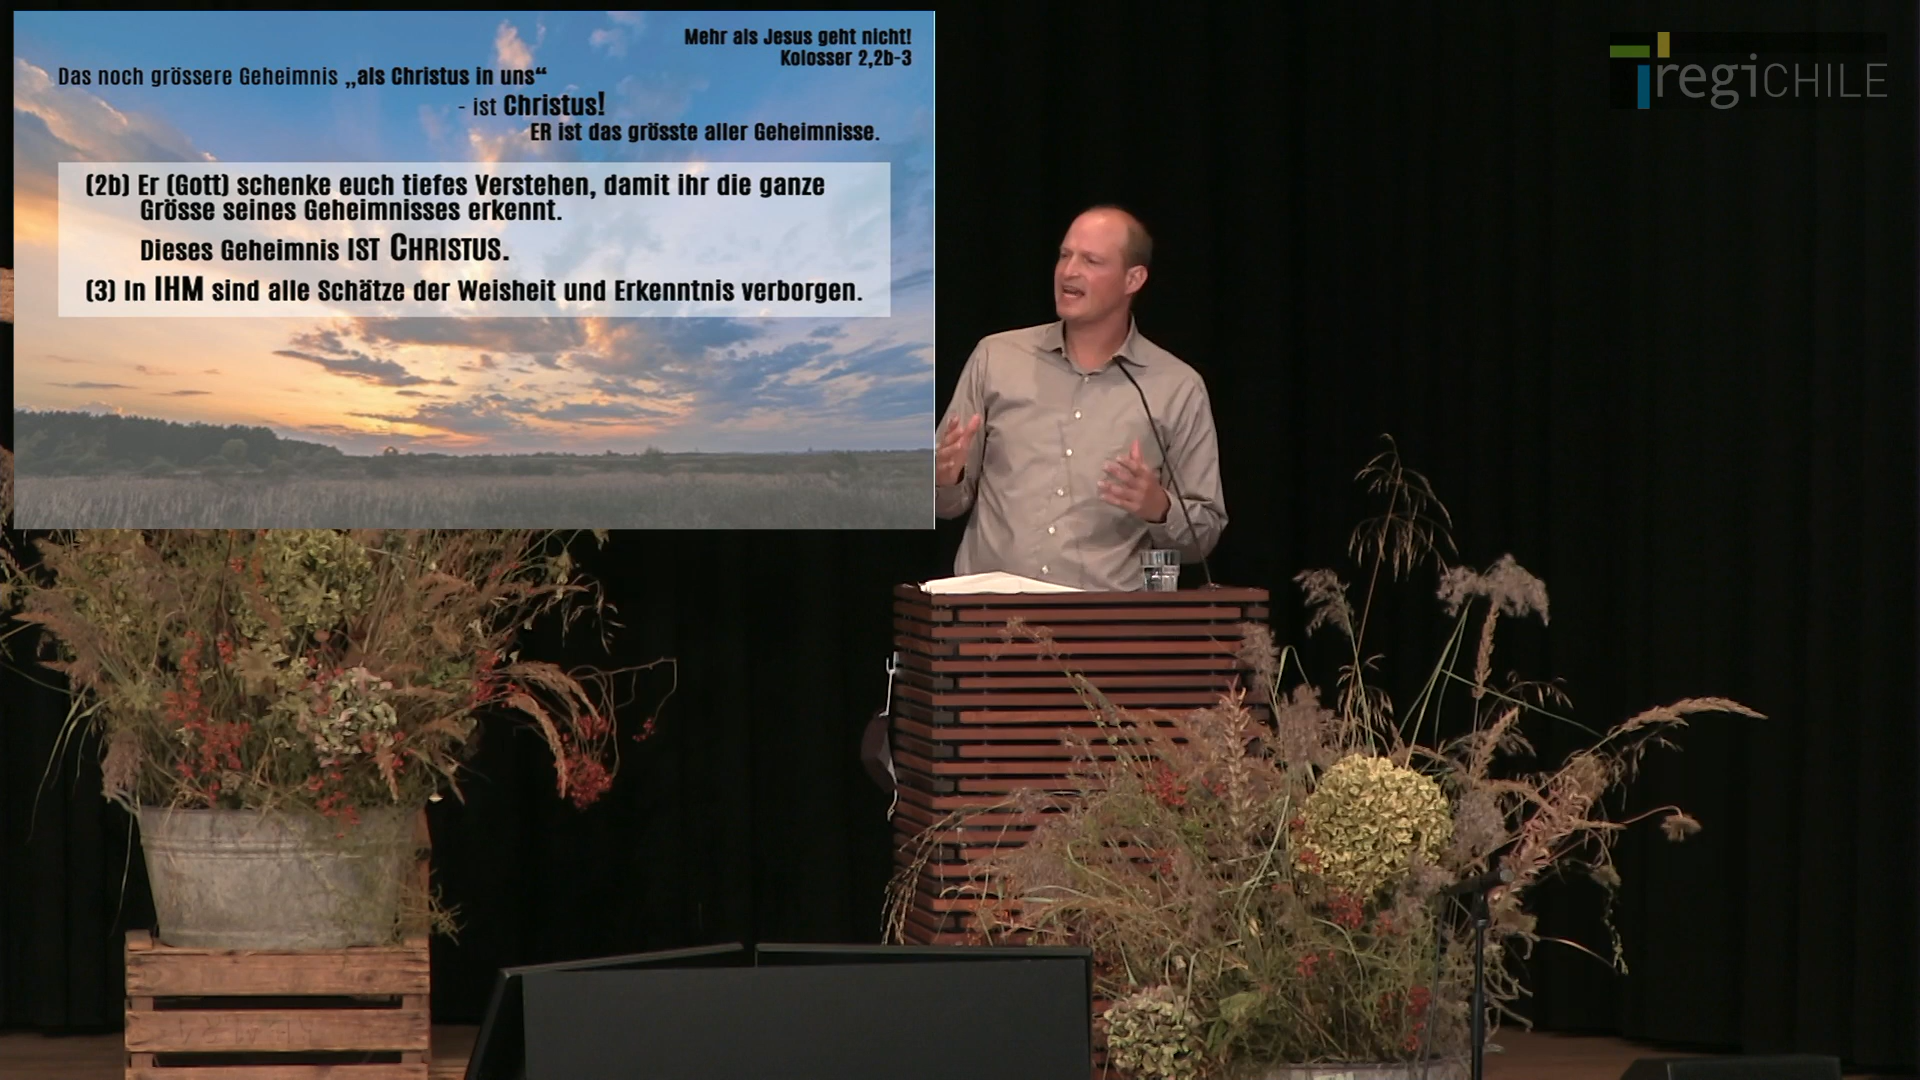 Mehr als Jesus geht nicht!
Kolosser 2,2b-3
Das noch grössere Geheimnis „als Christus in uns“
- ist Christus!
ER ist das grösste aller Geheimnisse.
(2b) Er (Gott) schenke euch tiefes Verstehen, damit ihr die ganze
Grösse seines Geheimnisses erkennt.
Dieses Geheimnis IST CHRISTUS.
(3) In IHM sind alle Schätze der Weisheit und Erkenntnis verborgen.
regiCHILE